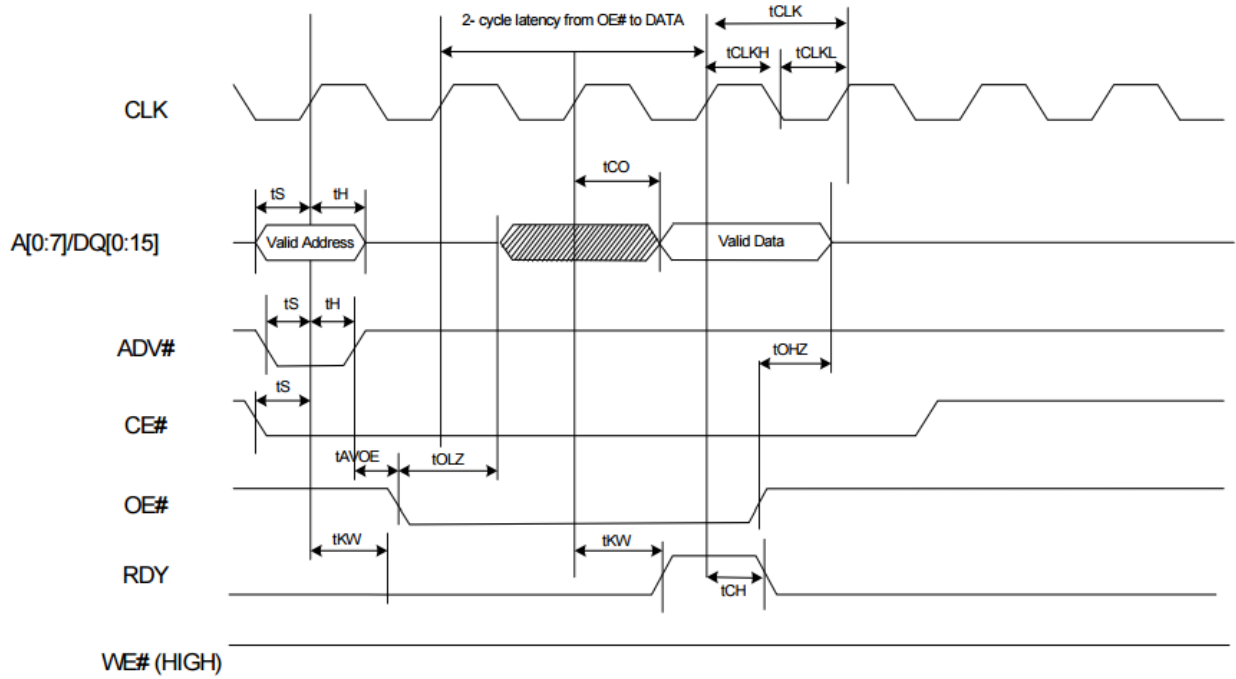 2- cycle latency from OE# to DATA
tCLK
tCLKH
tCLKL
CLK
tCO
tS
tH
A[0:7]/DQ[0:15]
Valid Address
Valid Data
tS
tH
ADV#
tOHZ
tS
CE#
tAVOE
tOLZ
OE#
tKW
tKW
RDY
tCH
WE# (HIGH)